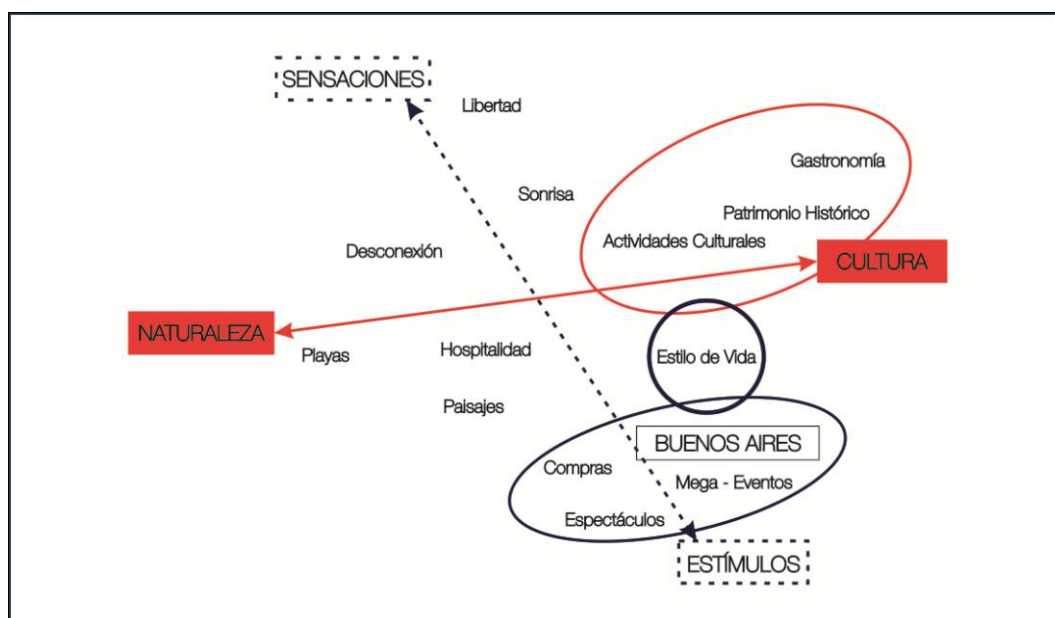 SENSACIONES
Libertad
Gastronomía
Sonrisa
Patrimonio Histórico
Actividades Culturales
Desconexión
CULTURA
NATURALEZA
Playas
Hospitalidad
Estilo de Vida
Paisajes
BUENOS AIRES
Compras
Mega - Eventos
Espectáculos
ESTÍMULOS